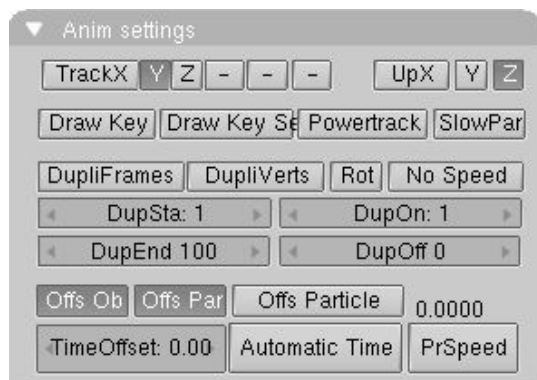 Anim settings
TrackX Y Z - - - UpX Y Z
Draw Key Draw Key Se Powertrack SlowPar
DupliFrames DupliVerts Rot No Speed
DupSta: 1 DupOn: 1
DupEnd 100 DupOff 0
Offs Ob Offs Par Offs Particle 0.0000
TimeOffset: 0.00 Automatic Time PrSpeed